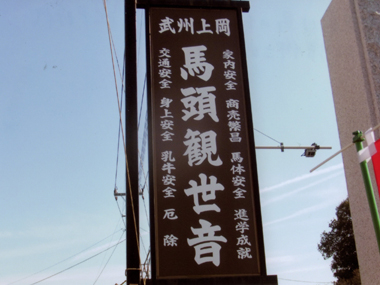 武州上岡
家内安全 商売繁昌 馬体安全 進学成就
馬頭観世音
交通安全 身上安全 乳牛安全 厄除